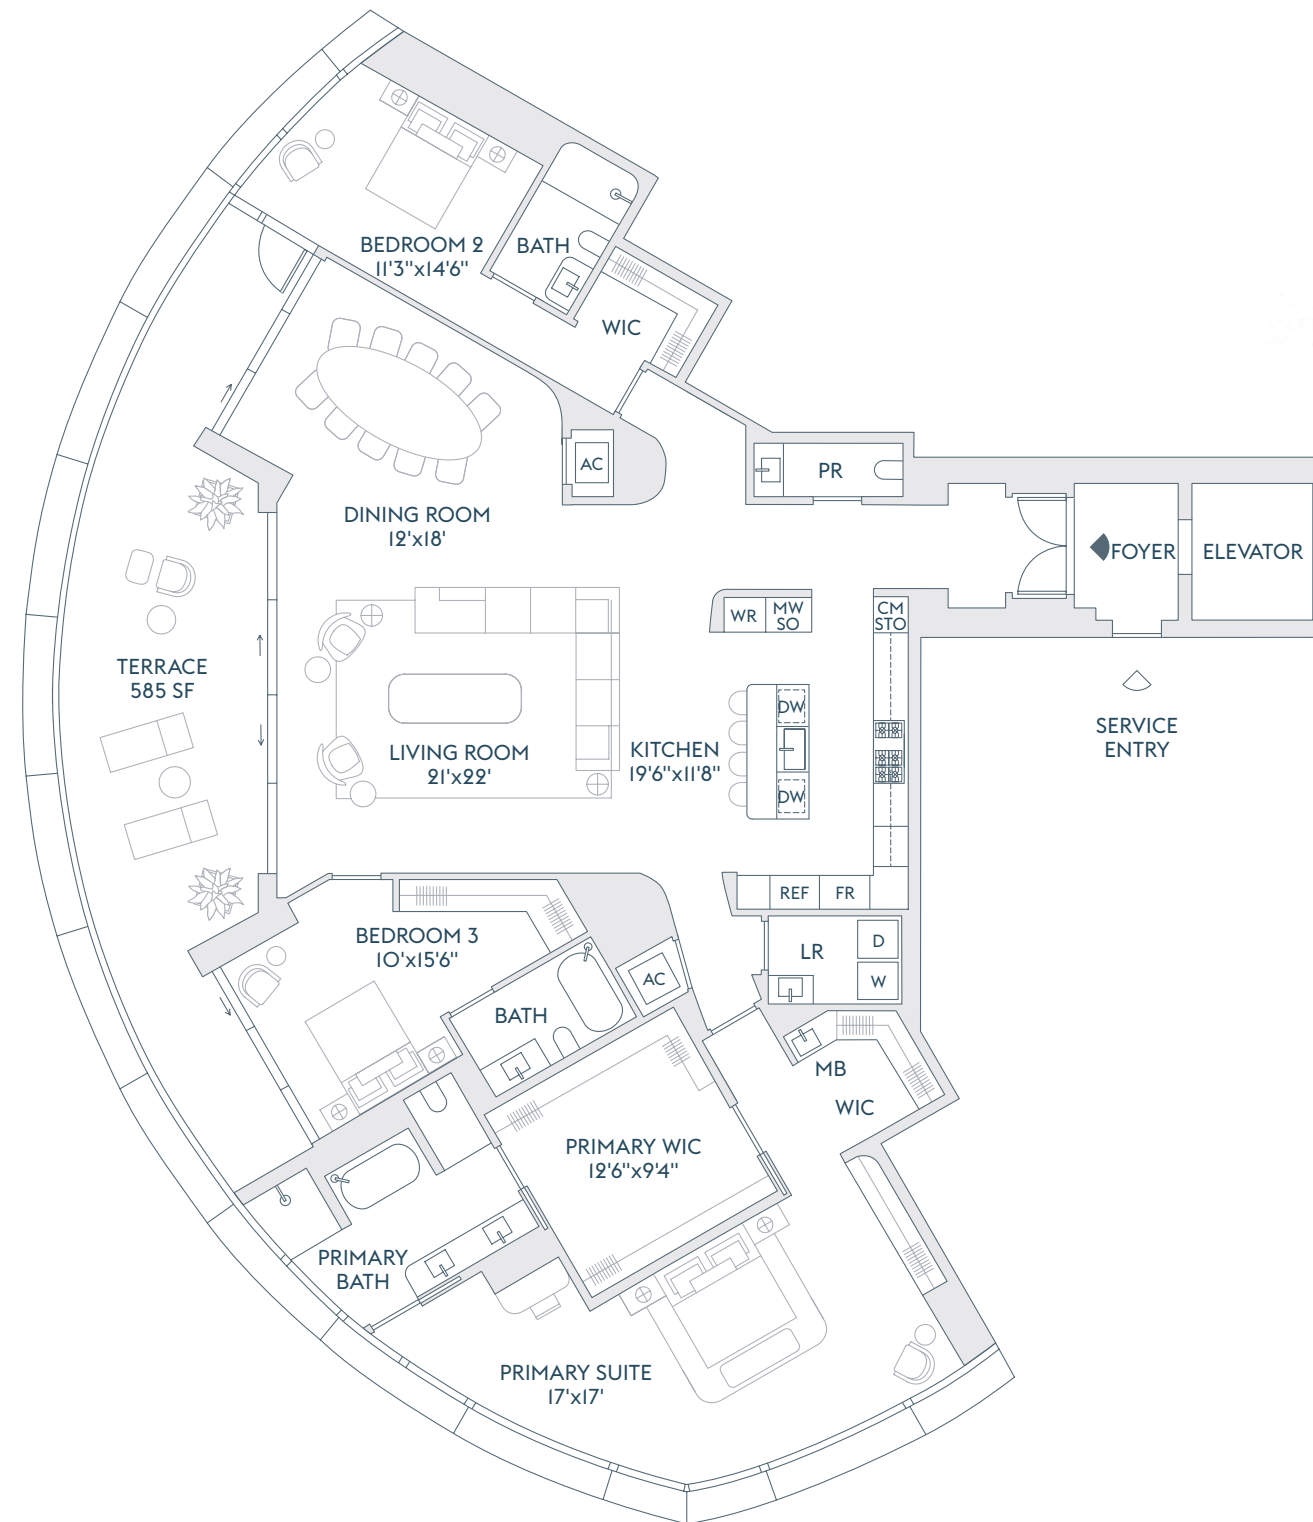 BEDROOM 2
11'3"x14'6"
BATH
WIC
AC
PR
DINING ROOM
12'x18'
FOYER
ELEVATOR
WR
MW
SO
CM
STO
TERRACE
585 SF
DW
SERVICE
ENTRY
LIVING ROOM
21'x22'
KITCHEN
19'6"x11'8"
DW
REF
FR
BEDROOM 3
10'x15'6"
LR
D
W
AC
BATH
MB
WIC
PRIMARY WIC
12'6"x9'4"
PRIMARY
BATH
PRIMARY SUITE
17'x17'